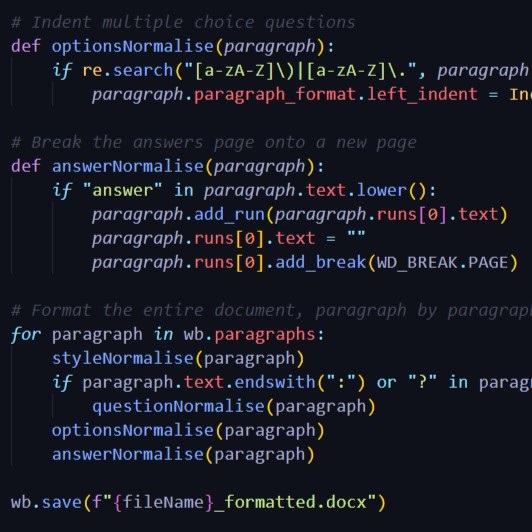 # Indent multiple choice questions
def optionsNormalise(paragraph):
    if re.search("[a-zA-Z]\)|[a-zA-Z]\.", paragraph
        paragraph.paragraph_format.left_indent =
# Break the answers page onto a new page
def answerNormalise(paragraph):
    if "answer" in paragraph.text.lower():
        paragraph.add_run(paragraph.runs[0].text)
        paragraph.runs[0].text = ""
        paragraph.runs[0].add_break(WD_BREAK.PAGE)
# Format the entire document, paragraph by paragraph
for paragraph in wb.paragraphs:
    styleNormalise(paragraph)
    if paragraph.text.endswith(":") or "?" in
        questionNormalise(paragraph)
    optionsNormalise(paragraph)
    answerNormalise(paragraph)
wb.save(f"{fileName}_formatted.docx")